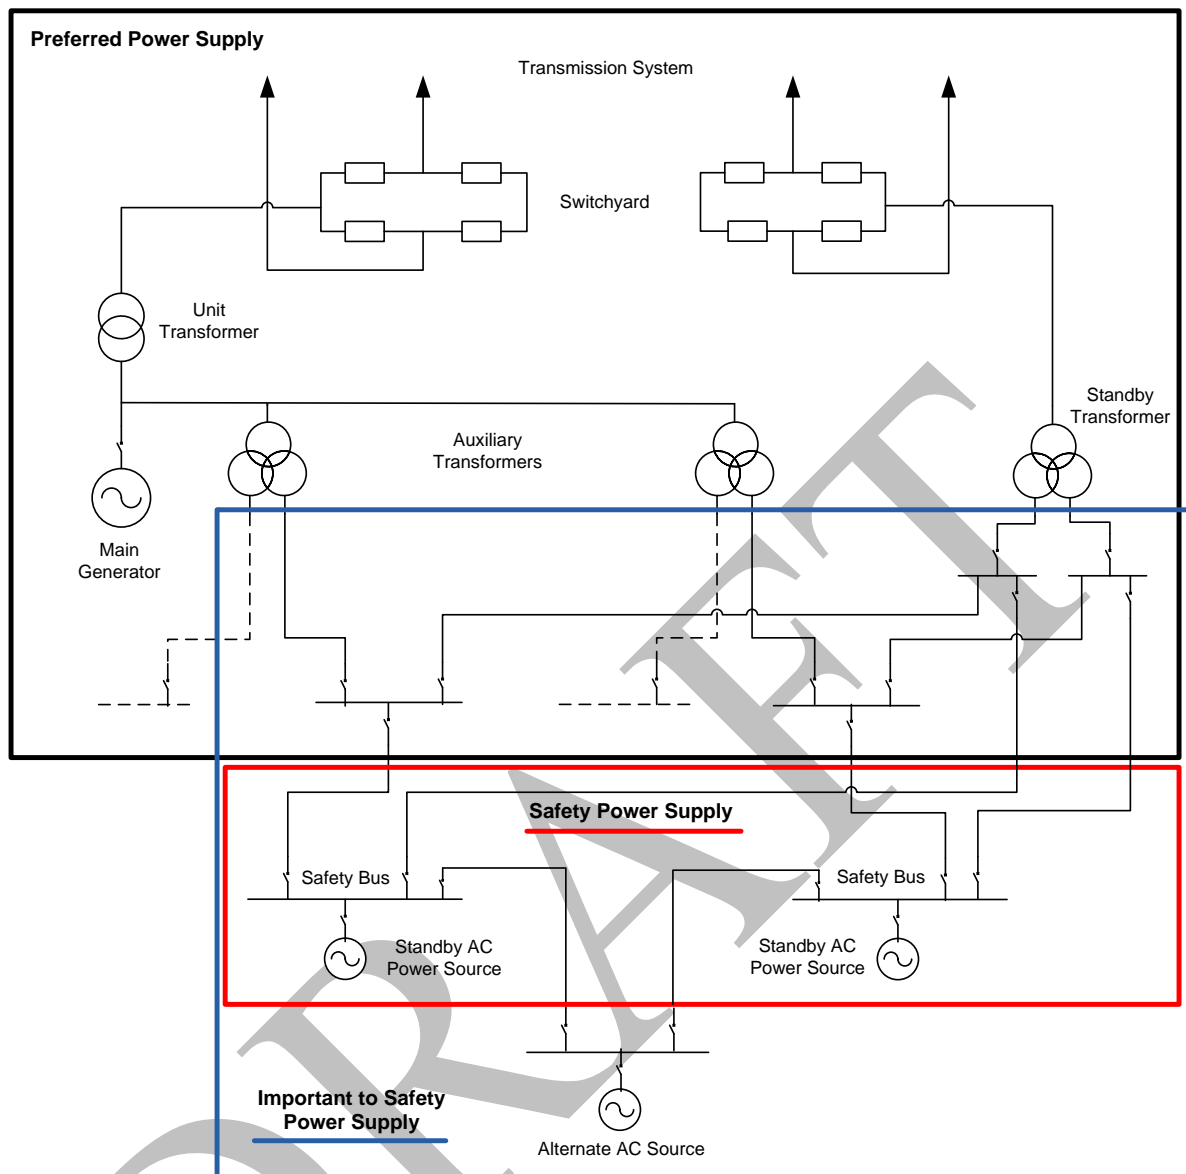 Preferred Power Supply
Transmission System
Switchyard
Unit
Transformer
Standby
Transformer
Auxiliary
Transformers
Main
Generator
Safety Power Supply
Safety Bus
Safety Bus
Standby AC
Power Source
Standby AC
Power Source
Important to Safety
Power Supply
Alternate AC Source
DRAFT